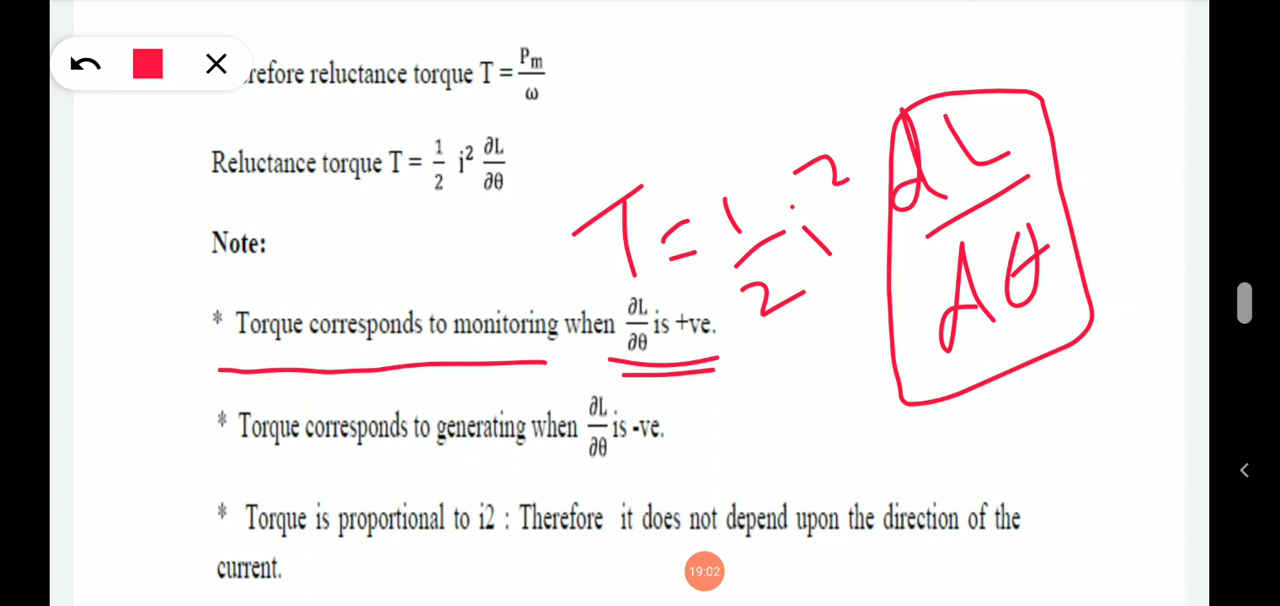 refore reluctance torque T = Pm/ω
Reluctance torque T = 1/2 i² ∂L/∂θ
T = 1/2 i² dL/dθ
Note:
* Torque corresponds to monitoring when ∂L/∂θ is +ve.
* Torque corresponds to generating when ∂L/∂θ is -ve.
* Torque is proportional to i2 : Therefore it does not depend upon the direction of the
current.
19:02